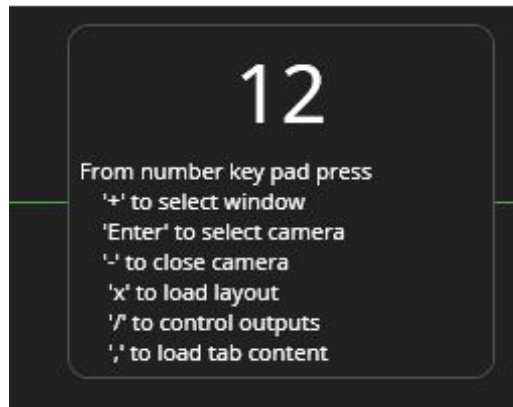 12
From number key pad press
'+' to select window
'Enter' to select camera
'-' to close camera
'x' to load layout
'/' to control outputs
',' to load tab content